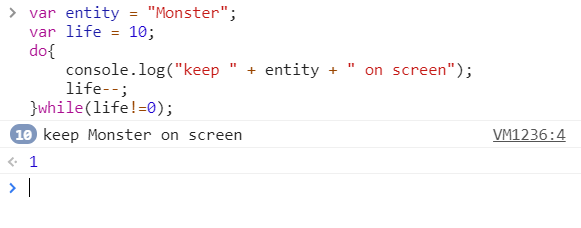 > var entity = "Monster";
var life = 10;
do{
    console.log("keep " + entity + " on screen");
    life--;
}while(life!=0);
10 keep Monster on screen VM1236:4
< 1
>